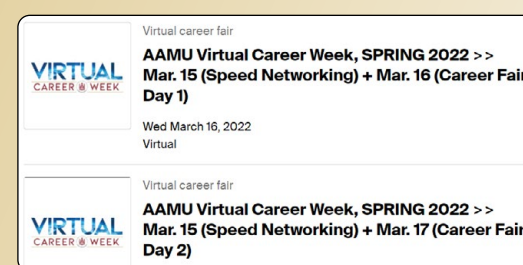 VIRTUAL
CAREER WEEK
Virtual career fair
AAMU Virtual Career Week, SPRING 2022 >>
Mar. 15 (Speed Networking) + Mar. 16 (Career Fair
Day 1)
Wed March 16, 2022
Virtual
VIRTUAL
CAREER WEEK
Virtual career fair
AAMU Virtual Career Week, SPRING 2022 >>
Mar. 15 (Speed Networking) + Mar. 17 (Career Fair
Day 2)